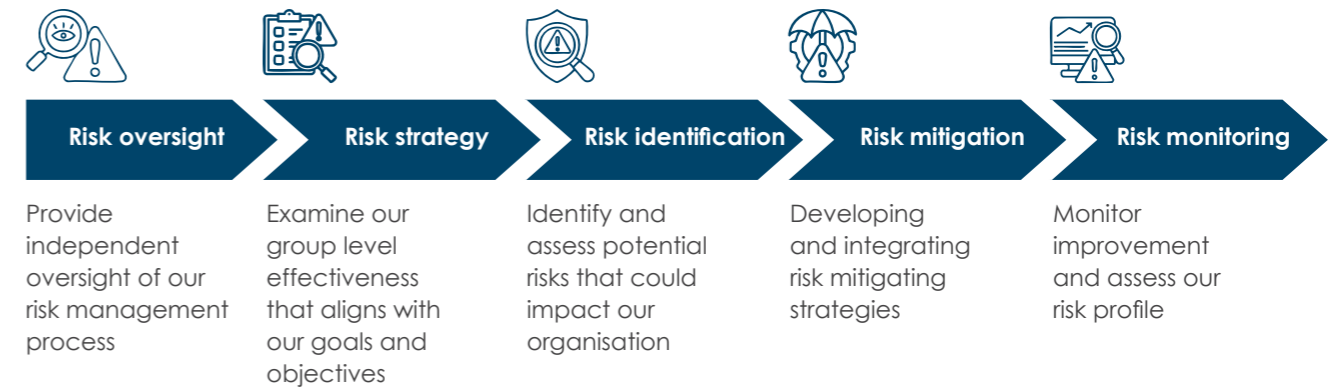 Risk oversight
Provide
independent
oversight of our
risk management
process
Risk strategy
Examine our
group level
effectiveness
that aligns with
our goals and
objectives
Risk identification
Identify and
assess potential
risks that could
impact our
organisation
Risk mitigation
Developing
and integrating
risk mitigating
strategies
Risk monitoring
Monitor
improvement
and assess our
risk profile